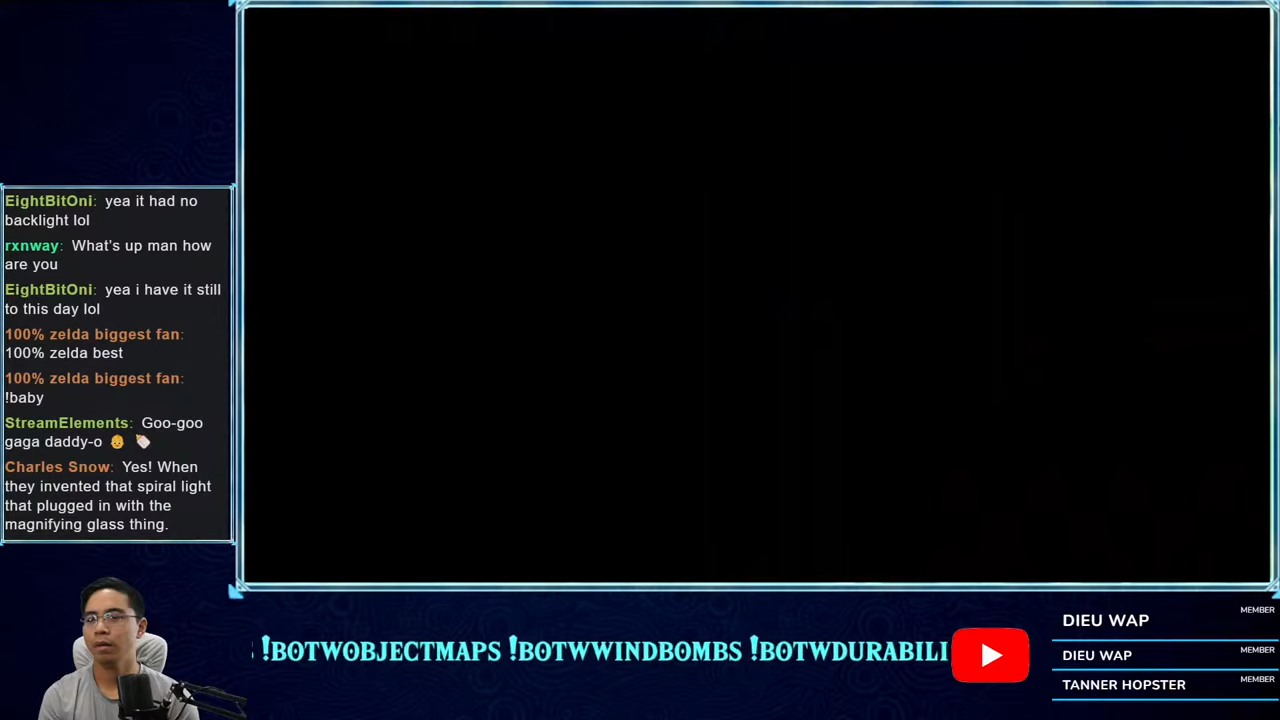 EightBitOni: yea it had no
backlight lol
rxnway: What's up man how
are you
EightBitOni: yea i have it still
to this day lol
100% zelda biggest fan:
100% zelda best
100% zelda biggest fan:
!baby
StreamElements: Goo-goo
gaga daddy-o 👶 🍼
Charles Snow: Yes! When
they invented that spiral light
that plugged in with the
magnifying glass thing.
!BOTWOBJECTMAPS !BOTWWINDBOMBS !BOTWDURABILI
DIEU WAP MEMBER
DIEU WAP MEMBER
TANNER HOPSTER MEMBER